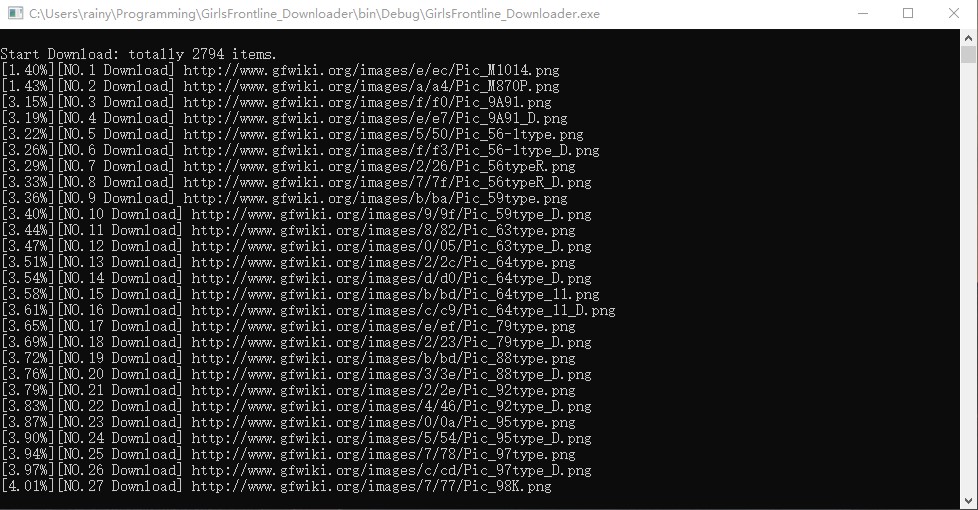 C:\Users\rainy\Programming\GirlsFrontline_Downloader\bin\Debug\GirlsFrontline_Downloader.exe
Start Download: totally 2794 items.
[1.40%][NO.1 Download] http://www.gfwiki.org/images/e/ec/Pic_M1014.png
[1.43%][NO.2 Download] http://www.gfwiki.org/images/a/a4/Pic_M870P.png
[3.15%][NO.3 Download] http://www.gfwiki.org/images/f/f0/Pic_9A91.png
[3.19%][NO.4 Download] http://www.gfwiki.org/images/e/e7/Pic_9A91_D.png
[3.22%][NO.5 Download] http://www.gfwiki.org/images/5/50/Pic_56-1type.png
[3.26%][NO.6 Download] http://www.gfwiki.org/images/f/f3/Pic_56-1type_D.png
[3.29%][NO.7 Download] http://www.gfwiki.org/images/2/26/Pic_56typeR.png
[3.33%][NO.8 Download] http://www.gfwiki.org/images/7/7f/Pic_56typeR_D.png
[3.36%][NO.9 Download] http://www.gfwiki.org/images/b/ba/Pic_59type.png
[3.40%][NO.10 Download] http://www.gfwiki.org/images/9/9f/Pic_59type_D.png
[3.44%][NO.11 Download] http://www.gfwiki.org/images/8/82/Pic_63type.png
[3.47%][NO.12 Download] http://www.gfwiki.org/images/0/05/Pic_63type_D.png
[3.51%][NO.13 Download] http://www.gfwiki.org/images/2/2c/Pic_64type.png
[3.54%][NO.14 Download] http://www.gfwiki.org/images/d/d0/Pic_64type_D.png
[3.58%][NO.15 Download] http://www.gfwiki.org/images/b/bd/Pic_64type_11.png
[3.61%][NO.16 Download] http://www.gfwiki.org/images/c/c9/Pic_64type_11_D.png
[3.65%][NO.17 Download] http://www.gfwiki.org/images/e/ef/Pic_79type.png
[3.69%][NO.18 Download] http://www.gfwiki.org/images/2/23/Pic_79type_D.png
[3.72%][NO.19 Download] http://www.gfwiki.org/images/b/bd/Pic_88type.png
[3.76%][NO.20 Download] http://www.gfwiki.org/images/3/3e/Pic_88type_D.png
[3.79%][NO.21 Download] http://www.gfwiki.org/images/2/2e/Pic_92type.png
[3.83%][NO.22 Download] http://www.gfwiki.org/images/4/46/Pic_92type_D.png
[3.87%][NO.23 Download] http://www.gfwiki.org/images/0/0a/Pic_95type.png
[3.90%][NO.24 Download] http://www.gfwiki.org/images/5/54/Pic_95type_D.png
[3.94%][NO.25 Download] http://www.gfwiki.org/images/7/78/Pic_97type.png
[3.97%][NO.26 Download] http://www.gfwiki.org/images/c/cd/Pic_97type_D.png
[4.01%][NO.27 Download] http://www.gfwiki.org/images/7/77/Pic_98K.png